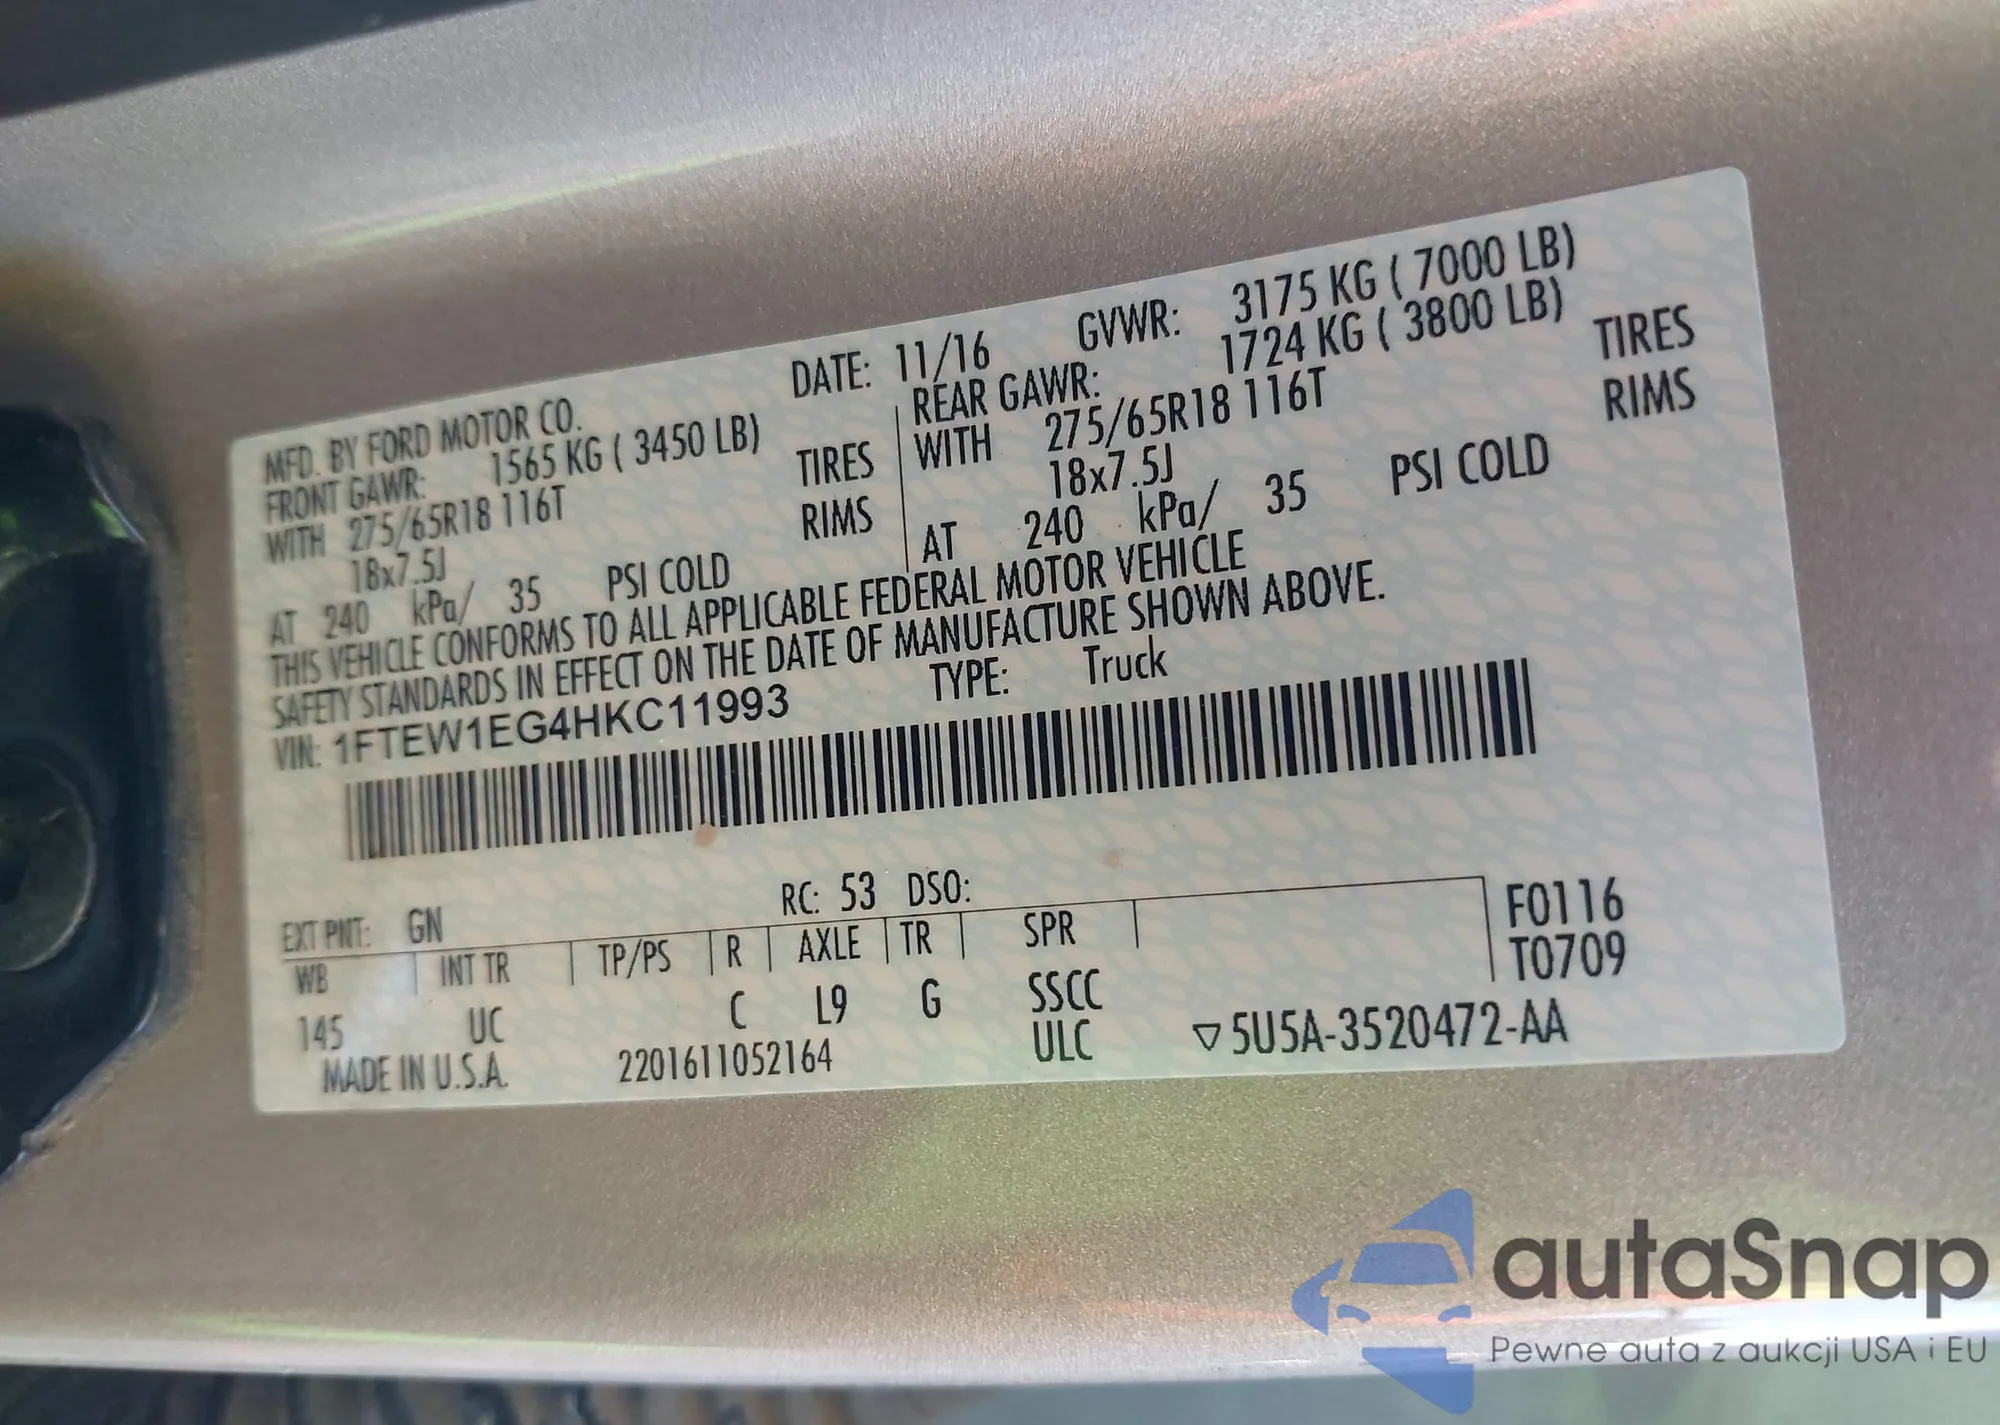 MFD. BY FORD MOTOR CO. DATE: 11/16 GVWR: 3175 KG ( 7000 LB)
FRONT GAWR: 1565 KG ( 3450 LB) REAR GAWR: 1724 KG ( 3800 LB)
WITH 275/65R18 116T TIRES WITH 275/65R18 116T TIRES
18x7.5J RIMS 18x7.5J RIMS
AT 240 kPa/ 35 PSI COLD AT 240 kPa/ 35 PSI COLD
THIS VEHICLE CONFORMS TO ALL APPLICABLE FEDERAL MOTOR VEHICLE
SAFETY STANDARDS IN EFFECT ON THE DATE OF MANUFACTURE SHOWN ABOVE.
VIN: 1FTEW1EG4HKC11993 TYPE: Truck
EXT PNT: GN RC: 53 DSO: F0116
WB INT TR TP/PS R AXLE TR SPR T0709
145 UC C L9 G SSCC
MADE IN U.S.A. 2201611052164 ULC ▽5U5A-3520472-AA
autaSnap
Pewne auta z aukcji USA i EU